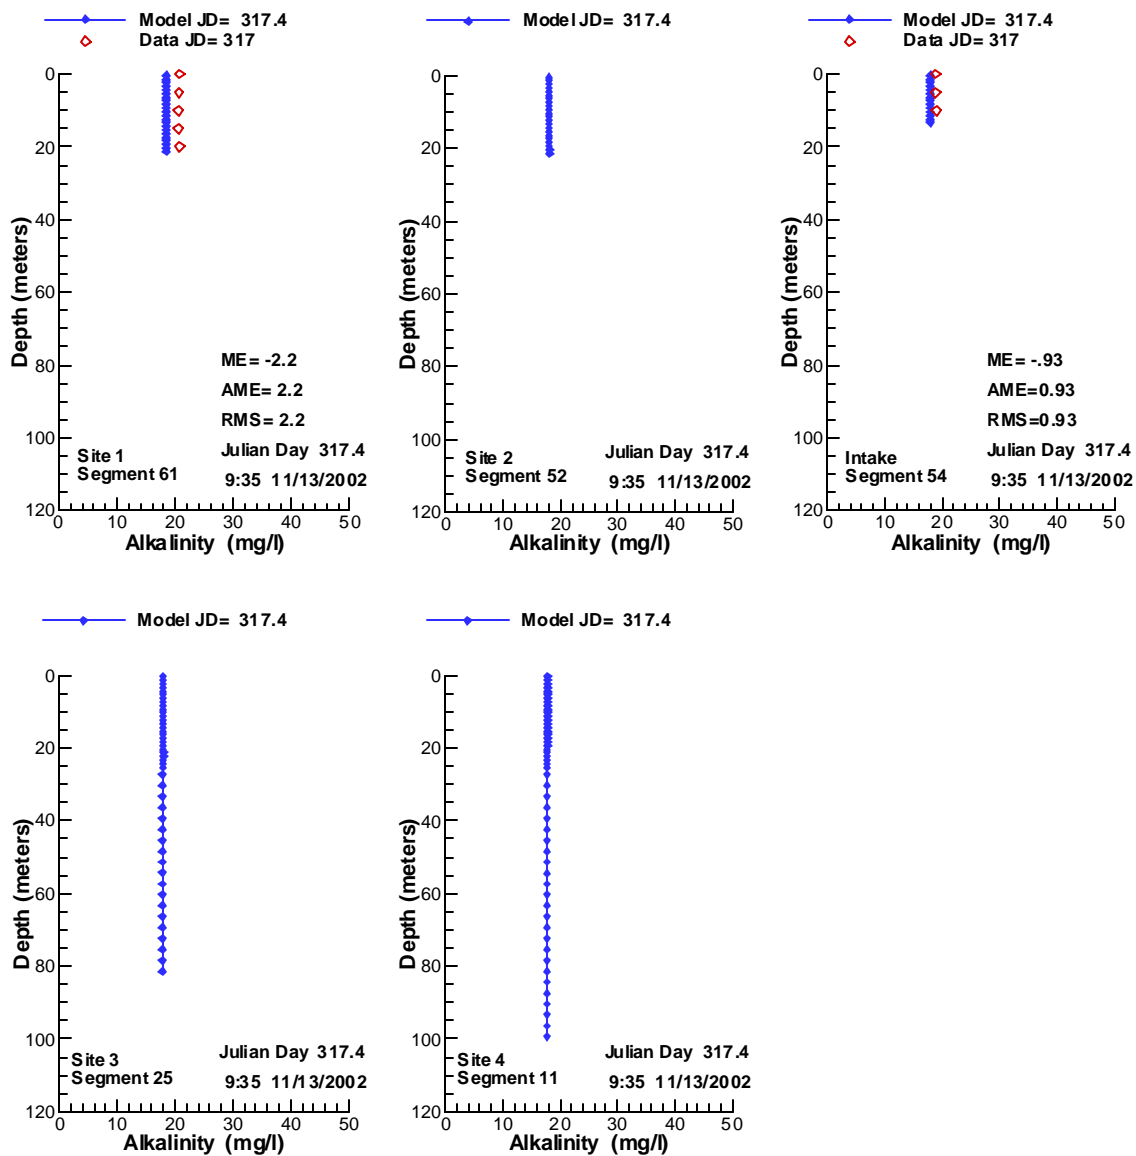 Model JD= 317.4
Data JD= 317
0
20
40
60
80
100
120
Depth (meters)
ME= -2.2
AME= 2.2
RMS= 2.2
Julian Day 317.4
9:35 11/13/2002
Site 1
Segment 61
0 10 20 30 40 50
Alkalinity (mg/l)
Model JD= 317.4
0
20
40
60
80
100
120
Depth (meters)
Julian Day 317.4
9:35 11/13/2002
Site 2
Segment 52
0 10 20 30 40 50
Alkalinity (mg/l)
Model JD= 317.4
Data JD= 317
0
20
40
60
80
100
120
Depth (meters)
ME= -.93
AME=0.93
RMS=0.93
Julian Day 317.4
9:35 11/13/2002
Intake
Segment 54
0 10 20 30 40 50
Alkalinity (mg/l)
Model JD= 317.4
0
20
40
60
80
100
120
Depth (meters)
Julian Day 317.4
9:35 11/13/2002
Site 3
Segment 25
0 10 20 30 40 50
Alkalinity (mg/l)
Model JD= 317.4
0
20
40
60
80
100
120
Depth (meters)
Julian Day 317.4
9:35 11/13/2002
Site 4
Segment 11
0 10 20 30 40 50
Alkalinity (mg/l)